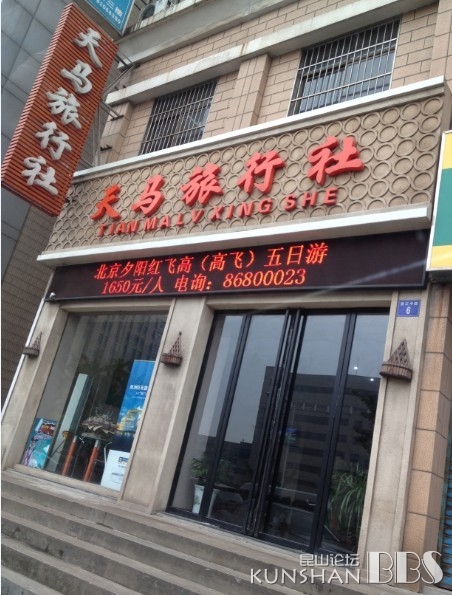 天马旅行社
天马旅行社
TIAN MA LV XING SHE
北京夕阳红飞高（高飞）五日游
1650元/人 电询：86800023
6
昆山论坛
KUNSHAN BBS